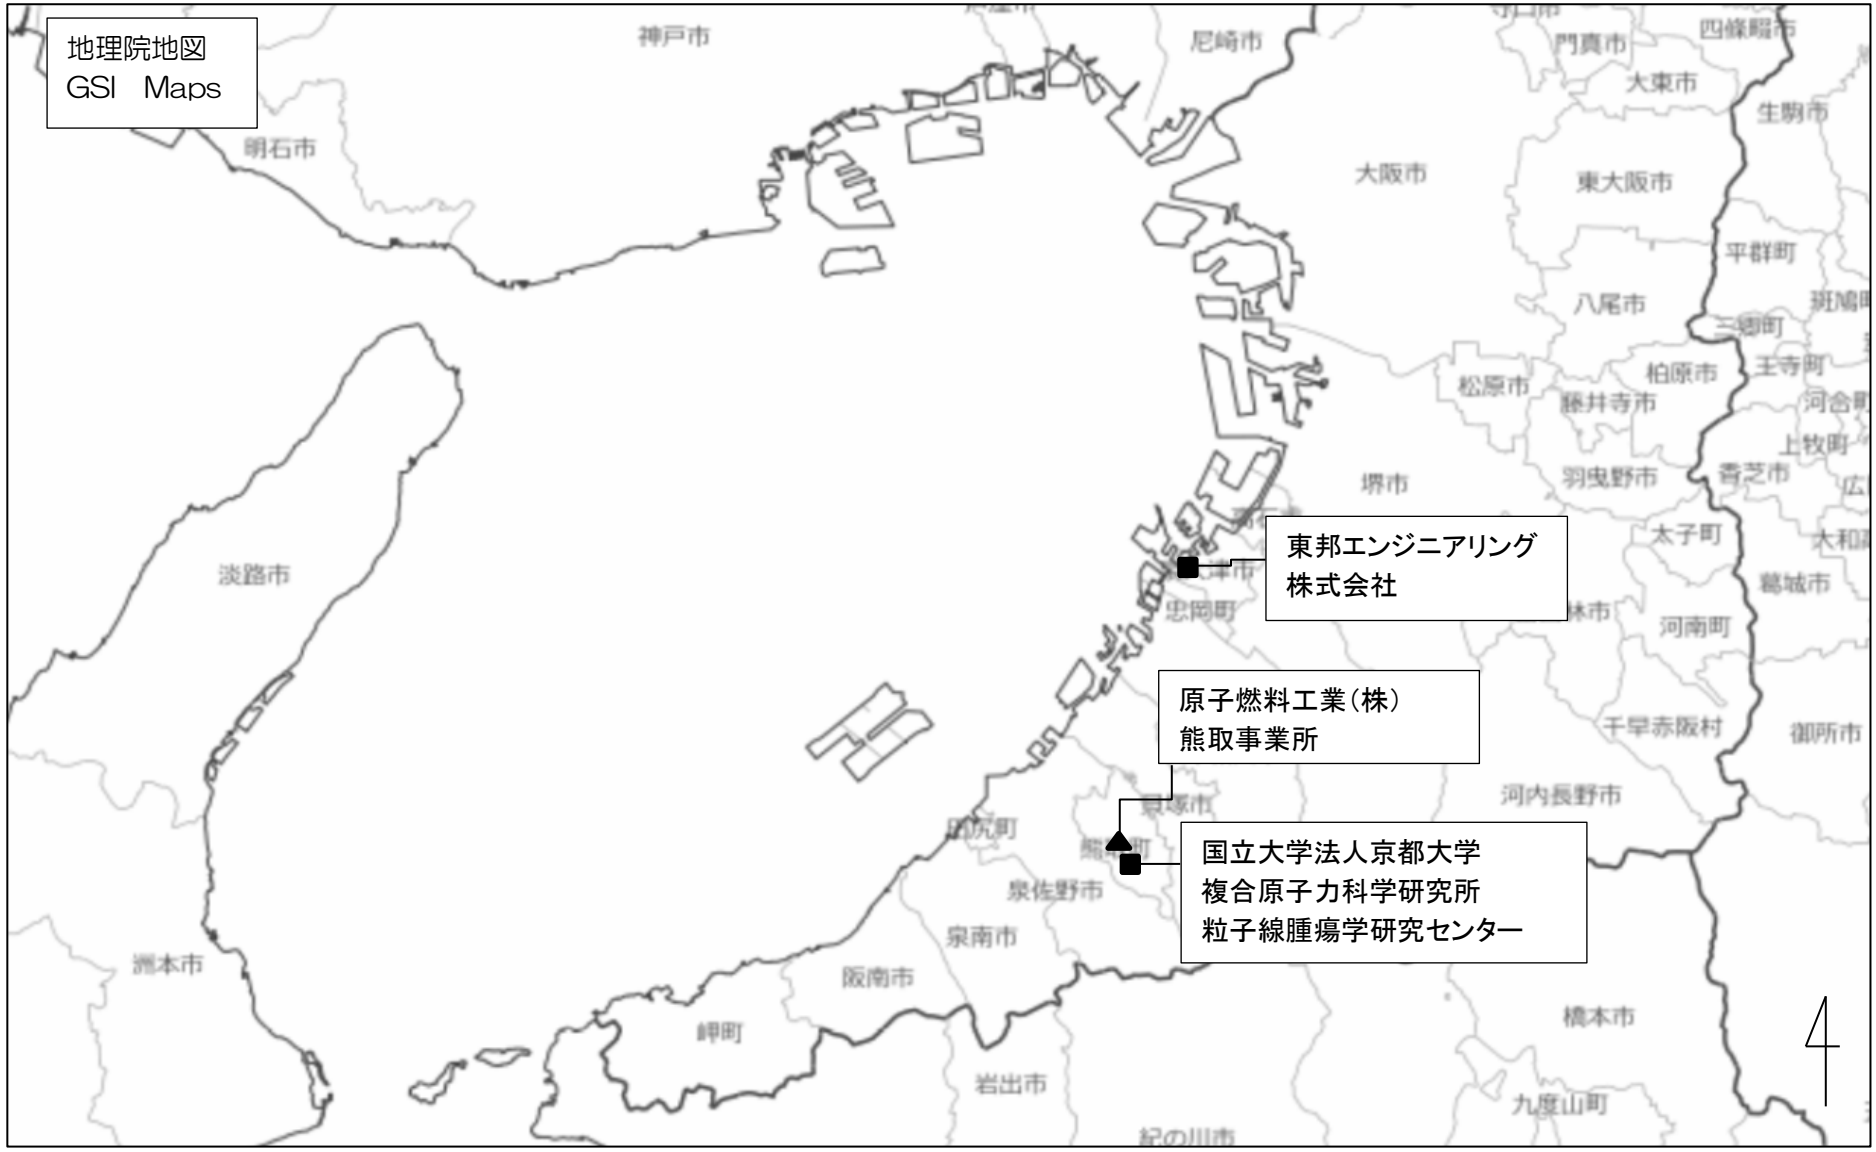 地理院地図
GSI Maps
神戸市
尼崎市
門真市
四條畷市
大東市
生駒市
明石市
大阪市
東大阪市
平群町
八尾市
三郷町
王寺町
柏原市
松原市
藤井寺市
上牧町
堺市
羽曳野市
香芝市
太子町
東邦エンジニアリング
株式会社
淡路市
葛城市
忠岡町
河南町
原子燃料工業(株)
熊取事業所
千早赤阪村
御所市
河内長野市
貝塚市
田尻町
国立大学法人京都大学
複合原子力科学研究所
粒子線腫瘍学研究センター
泉佐野市
泉南市
洲本市
阪南市
岬町
橋本市
岩出市
九度山町
紀の川市